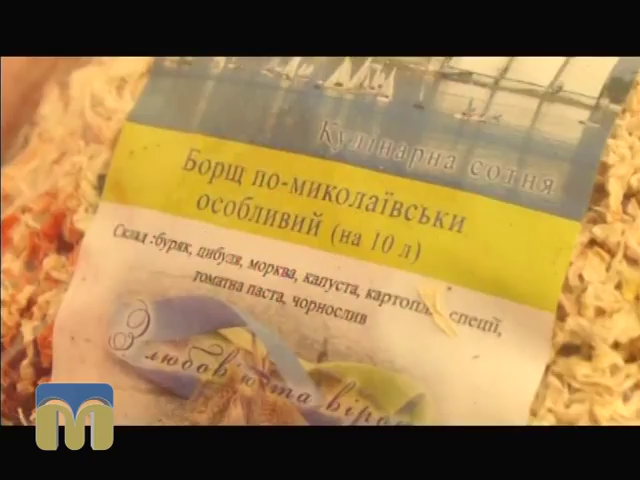 Кулінарна сотня
Борщ по-миколаївськи
особливий (на 10 л)
Склад :буряк, цибуля, морква, капуста, картопля, спеції,
томатна паста, чорнослив
З любов'ю та вірою